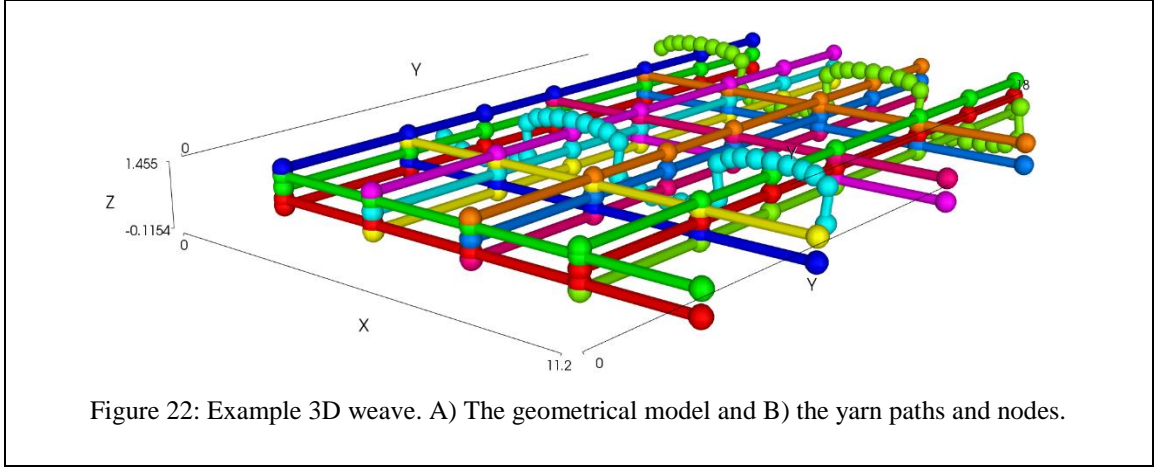 Y
0
18
1.455
Z
-0.1154
0
Y
X
Y
11.2
0
Figure 22: Example 3D weave. A) The geometrical model and B) the yarn paths and nodes.